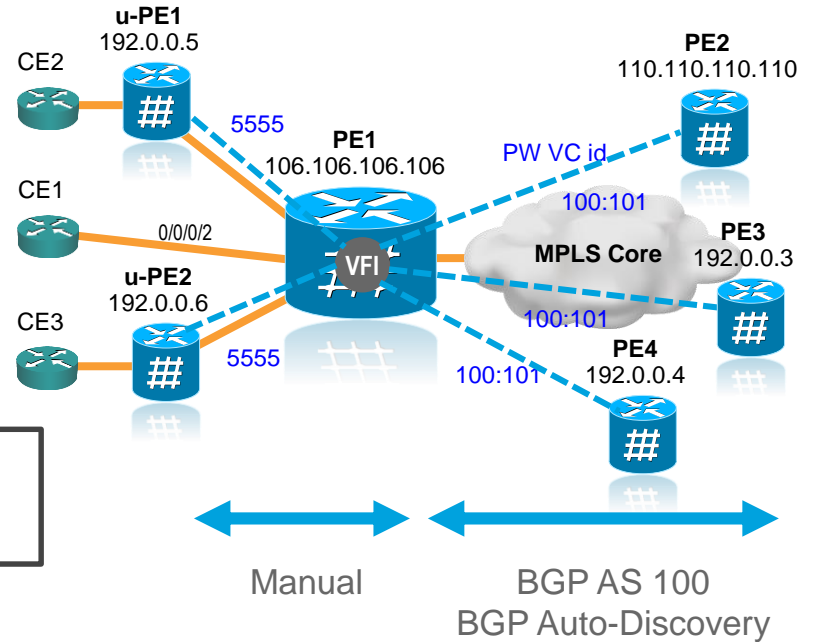 u-PE1
192.0.0.5
CE2
5555
PE1
106.106.106.106
PE2
110.110.110.110
PW VC id
100:101
CE1
0/0/0/2
VFI
MPLS Core
PE3
192.0.0.3
u-PE2
192.0.0.6
CE3
5555
100:101
100:101
PE4
192.0.0.4
Manual
BGP AS 100
BGP Auto-Discovery